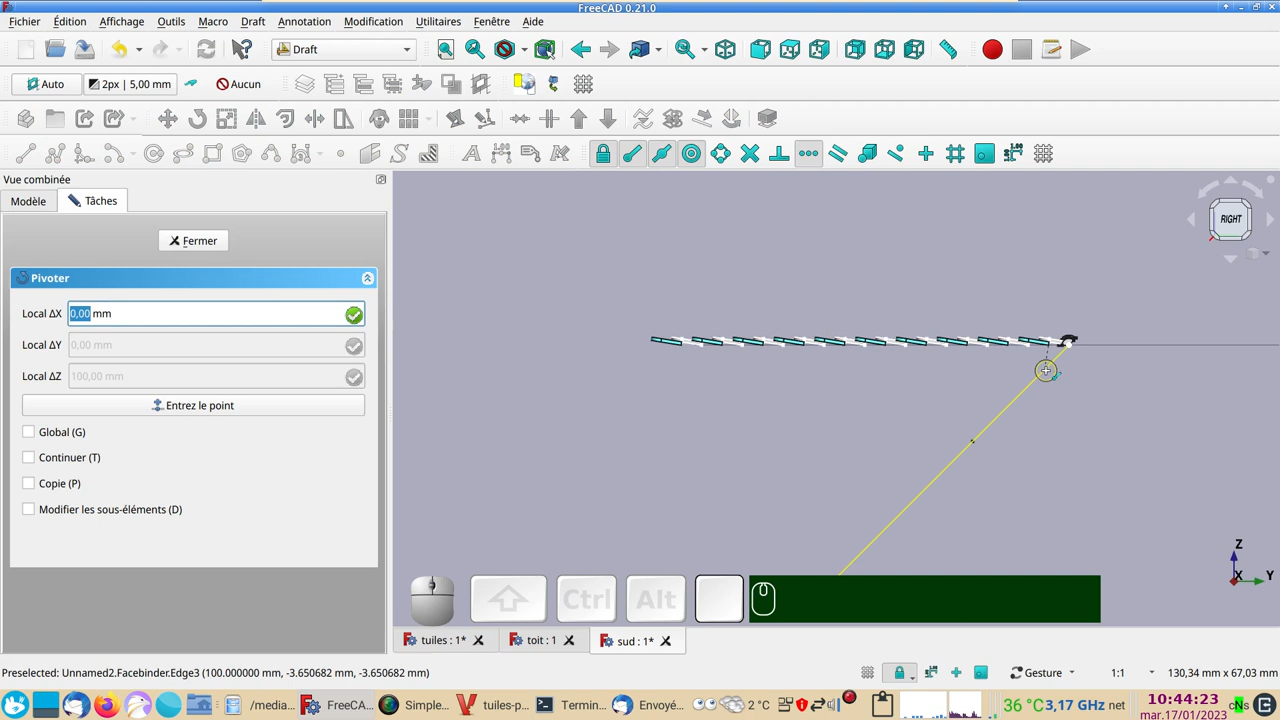 FreeCAD 0.21.0
Fichier Édition Affichage Outils Macro Draft Annotation Modification Utilitaires Fenêtre Aide
Draft
Auto 2px | 5,00 mm Aucun
Vue combinée
Modèle Tâches
Fermer
Pivoter
Local ΔX 0,00 mm
Local ΔY 0,00 mm
Local ΔZ 100,00 mm
Entrez le point
Global (G)
Continuer (T)
Copie (P)
Modifier les sous-éléments (D)
RIGHT
Z
X Y
Ctrl Alt
tuiles : 1* toit : 1 sud : 1*
Preselected: Unnamed2.Facebinder.Edge3 (100.000000 mm, -3.650682 mm, -3.650682 mm) Gesture 1:1 130,34 mm x 67,03 mm
/media... FreeCA... Simple... tuiles-p... Termin... Envoyé... 2 °C 36 °C 3,17 GHz net 10:44:23 cNs
mar.17/01/2023